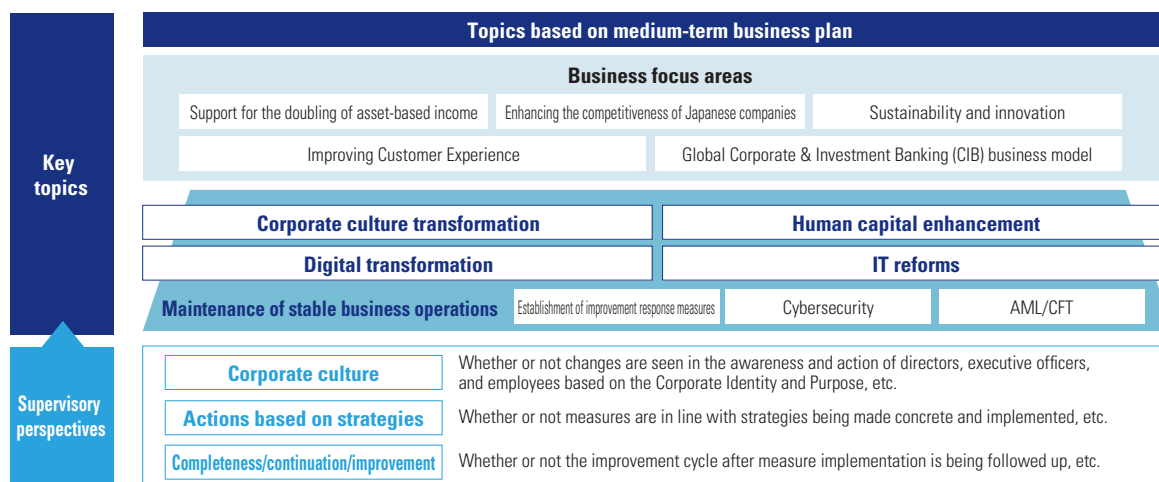 Topics based on medium-term business plan
Key
topics
Business focus areas
Support for the doubling of asset-based income
Enhancing the competitiveness of Japanese companies
Sustainability and innovation
Improving Customer Experience
Global Corporate & Investment Banking (CIB) business model
Corporate culture transformation
Human capital enhancement
Digital transformation
IT reforms
Maintenance of stable business operations
Establishment of improvement response measures
Cybersecurity
AML/CFT
Supervisory
perspectives
Corporate culture
Whether or not changes are seen in the awareness and action of directors, executive officers,
and employees based on the Corporate Identity and Purpose, etc.
Actions based on strategies
Whether or not measures are in line with strategies being made concrete and implemented, etc.
Completeness/continuation/improvement
Whether or not the improvement cycle after measure implementation is being followed up, etc.